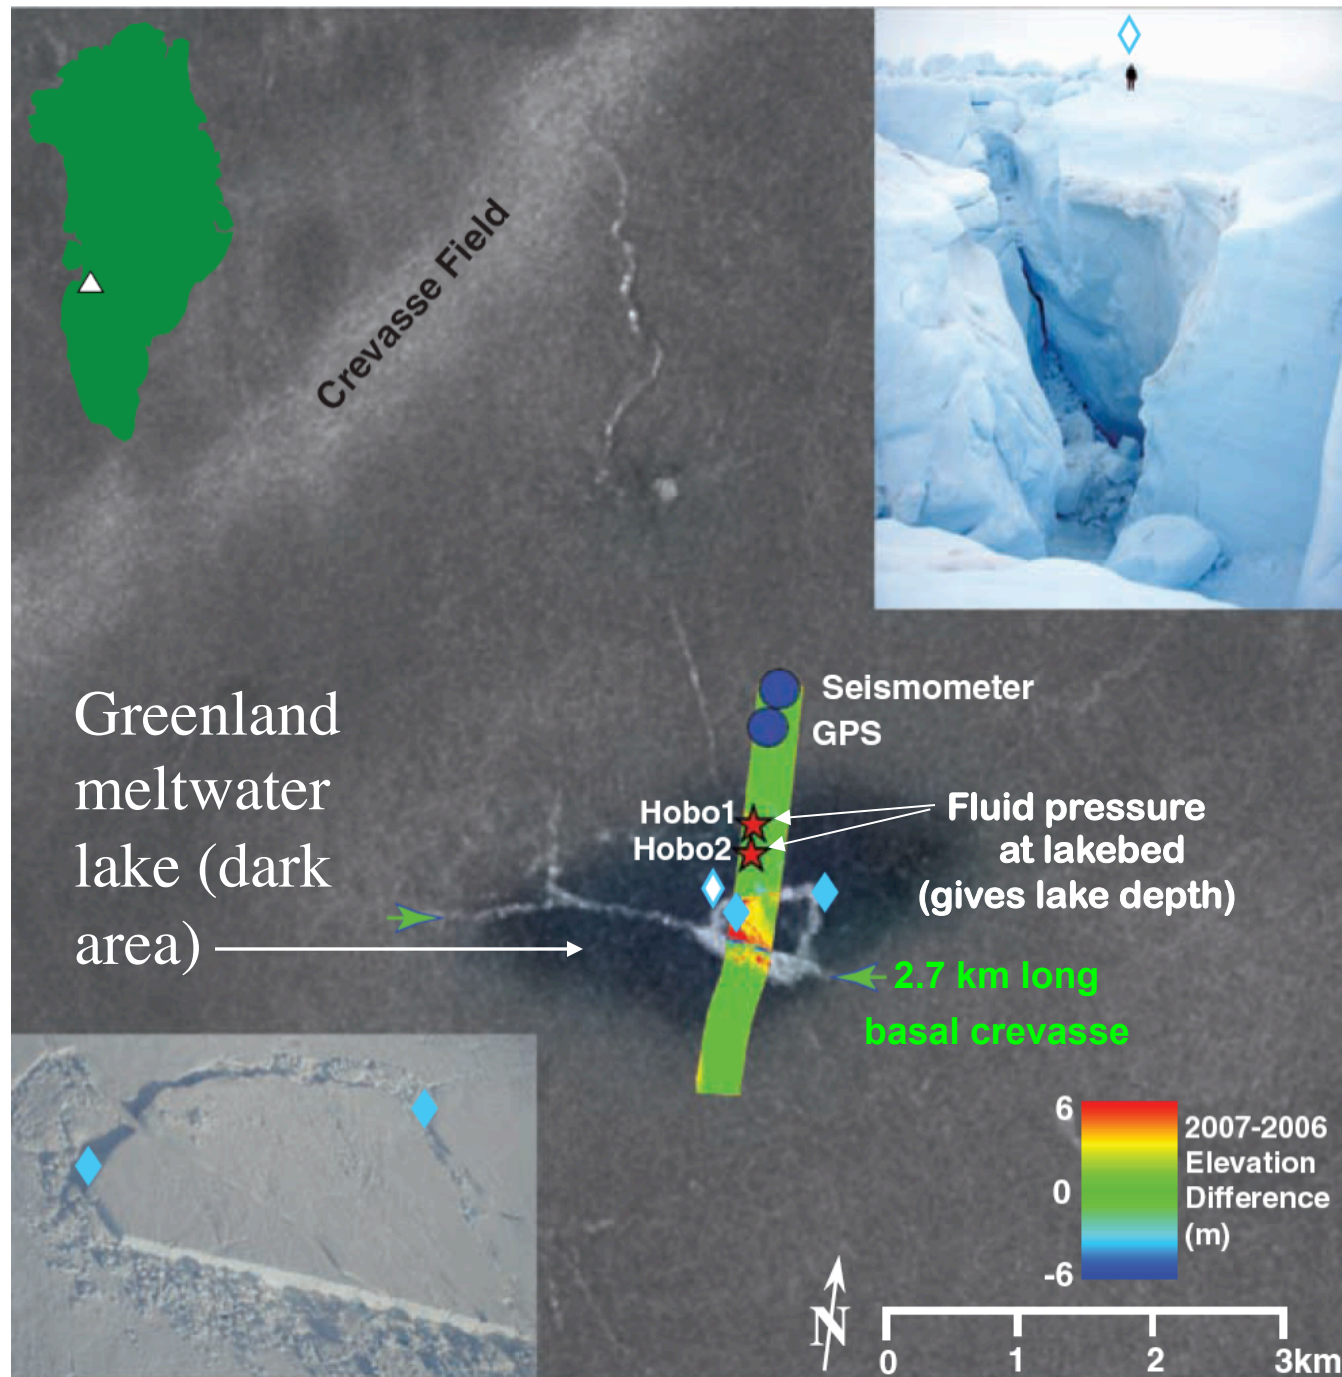 Crevasse Field
Seismometer
GPS
Greenland
meltwater
lake (dark
area)
Hobo1
Hobo2
Fluid pressure
at lakebed
(gives lake depth)
2.7 km long
basal crevasse
6
0
-6
2007-2006
Elevation
Difference
(m)
N
0 1 2 3km